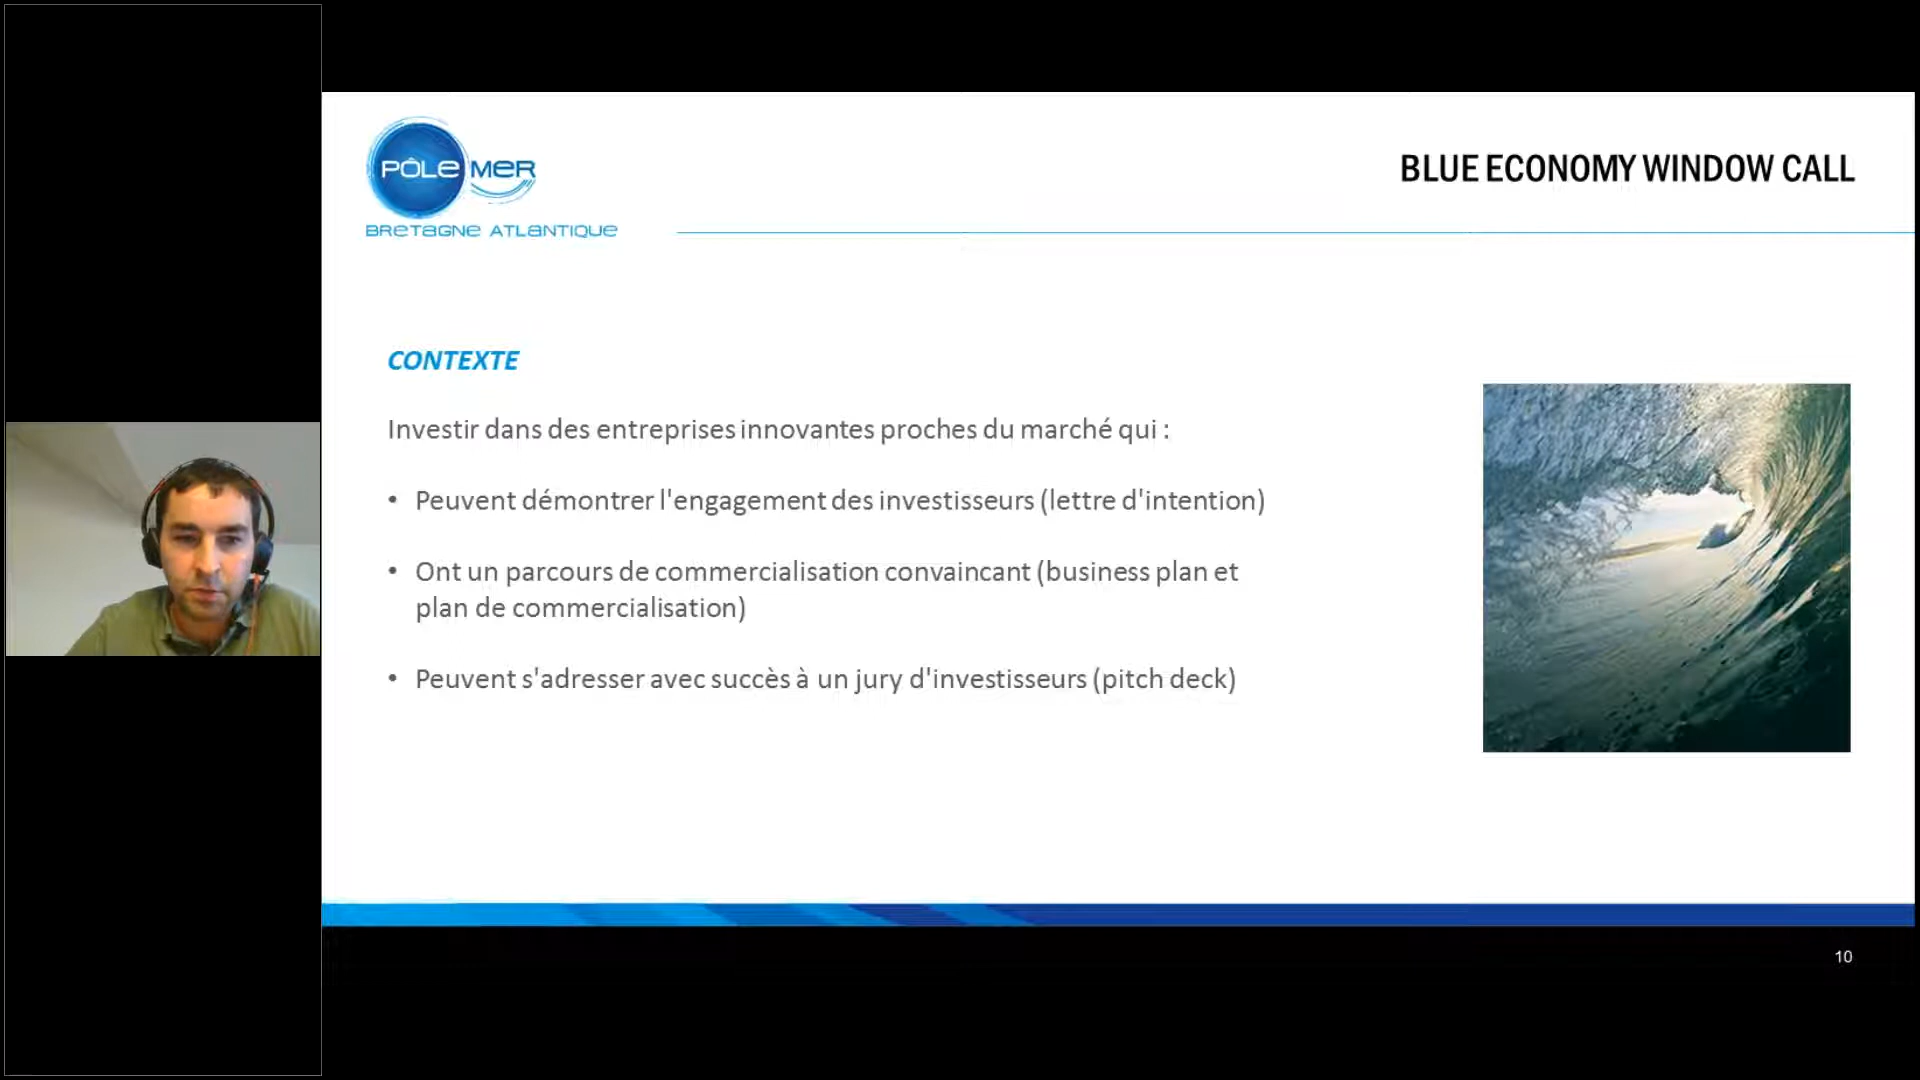 PÔLE MER
BRETAGNE ATLANTIQUE
BLUE ECONOMY WINDOW CALL
CONTEXTE
Investir dans des entreprises innovantes proches du marché qui :
• Peuvent démontrer l'engagement des investisseurs (lettre d'intention)
• Ont un parcours de commercialisation convaincant (business plan et
plan de commercialisation)
• Peuvent s'adresser avec succès à un jury d'investisseurs (pitch deck)
10